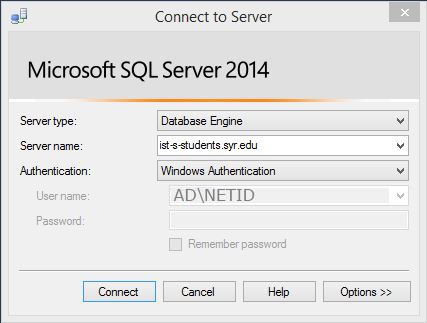 Connect to Server
Microsoft SQL Server 2014
Server type: Database Engine
Server name: ist-s-students.syr.edu
Authentication: Windows Authentication
User name: AD\NETID
Password:
Remember password
Connect Cancel Help Options >>